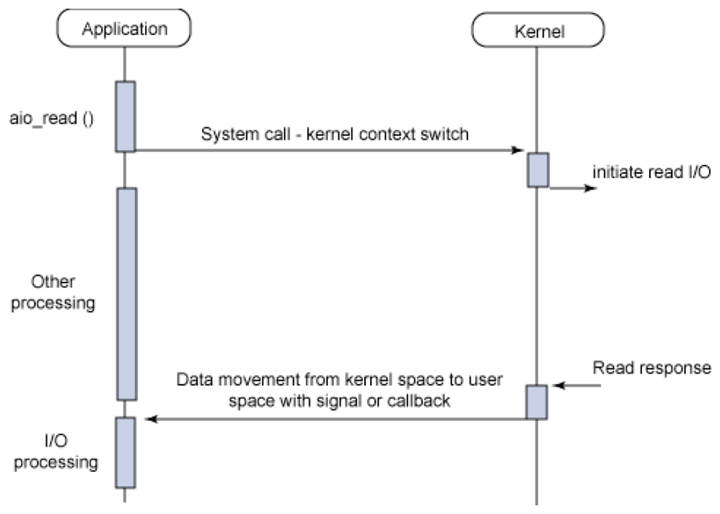 Application
Kernel
aio_read ()
System call - kernel context switch
initiate read I/O
Other
processing
Read response
Data movement from kernel space to user
space with signal or callback
I/O
processing